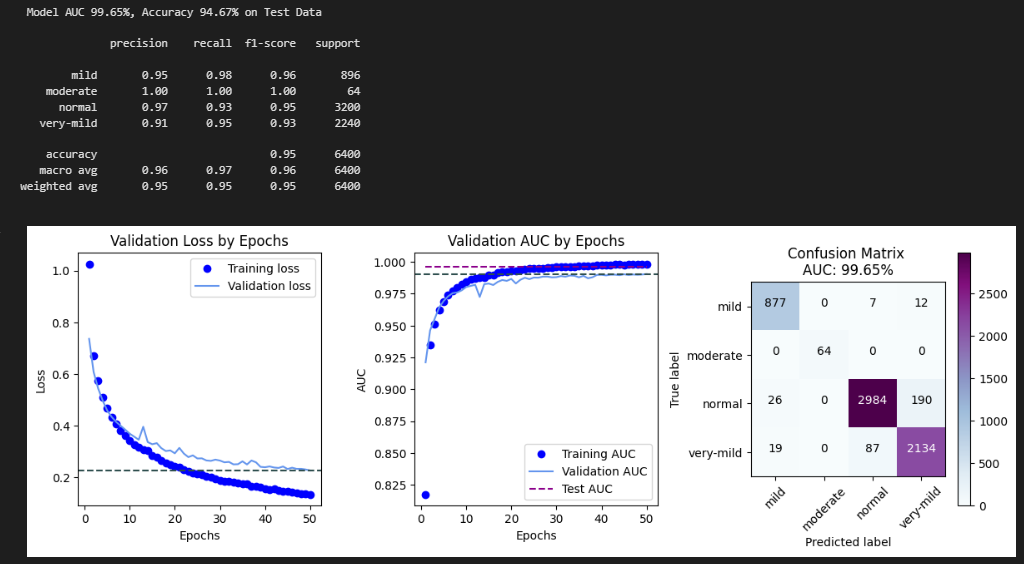 Model AUC 99.65%, Accuracy 94.67% on Test Data
precision recall f1-score support
mild 0.95 0.98 0.96 896
moderate 1.00 1.00 1.00 64
normal 0.97 0.93 0.95 3200
very-mild 0.91 0.95 0.93 2240
accuracy 0.95 6400
macro avg 0.96 0.97 0.96 6400
weighted avg 0.95 0.95 0.95 6400
Validation Loss by Epochs
Training loss
Validation loss
Loss
1.0
0.8
0.6
0.4
0.2
0 10 20 30 40 50
Epochs
Validation AUC by Epochs
AUC
1.000
0.975
0.950
0.925
0.900
0.875
0.850
0.825
Training AUC
Validation AUC
Test AUC
0 10 20 30 40 50
Epochs
Confusion Matrix
AUC: 99.65%
True label
mild 877 0 7 12
moderate 0 64 0 0
normal 26 0 2984 190
very-mild 19 0 87 2134
mild moderate normal very-mild
Predicted label
2500
2000
1500
1000
500
0